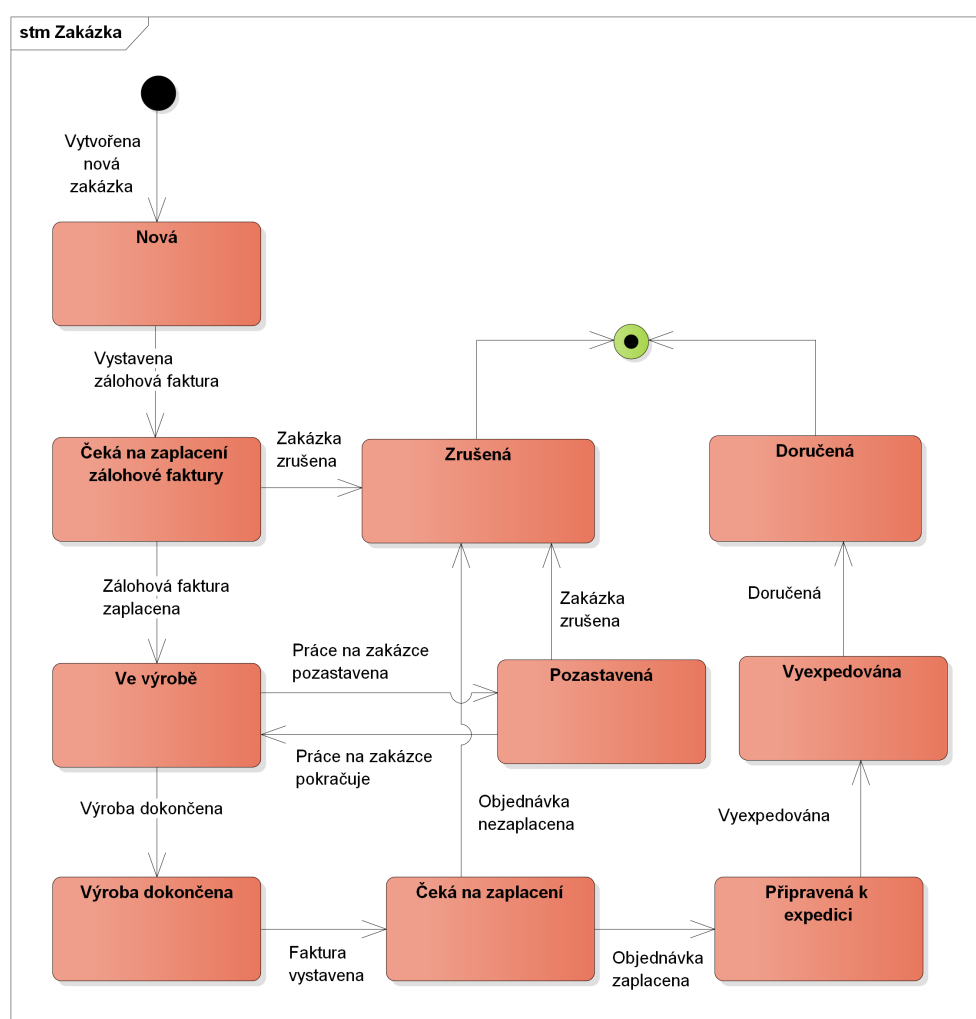 stm Zakázka
Vytvořena
nová
zakázka
Nová
Vystavena
zálohová faktura
Čeká na zaplacení
zálohové faktury
Zakázka
zrušena
Zrušená
Doručená
Zálohová faktura
zaplacena
Zakázka
zrušena
Doručená
Práce na zakázce
pozastavena
Ve výrobě
Pozastavená
Vyexpedována
Práce na zakázce
pokračuje
Výroba dokončena
Objednávka
nezaplacena
Vyexpedována
Výroba dokončena
Čeká na zaplacení
Připravená k
expedici
Faktura
vystavena
Objednávka
zaplacena